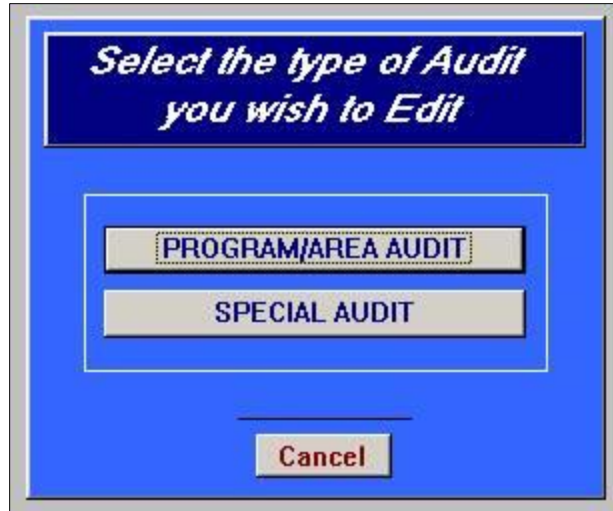 Select the type of Audit
you wish to Edit
PROGRAM/AREA AUDIT
SPECIAL AUDIT
Cancel